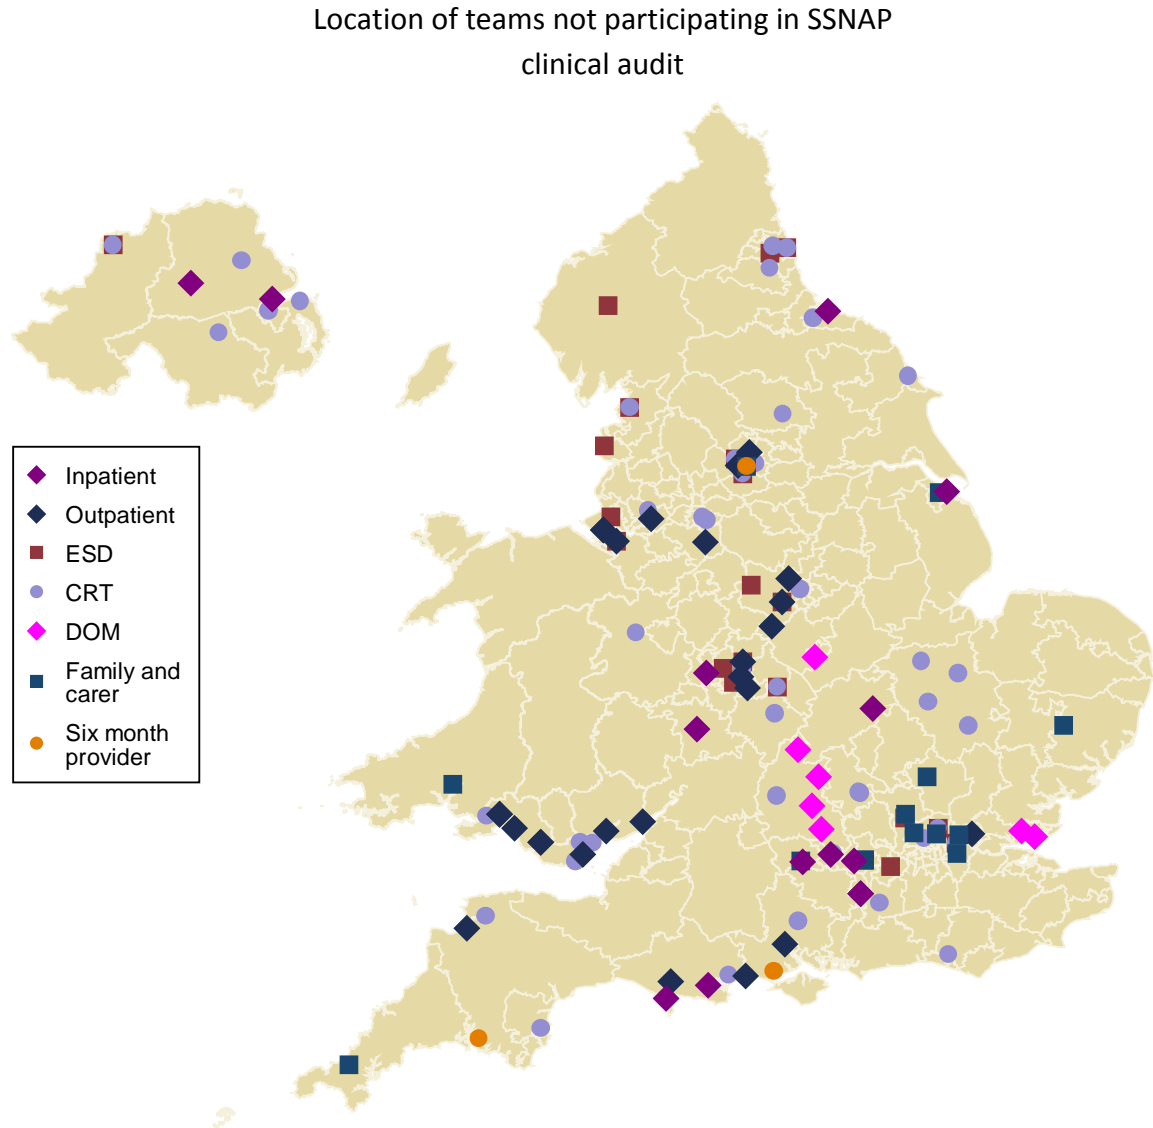 Location of teams not participating in SSNAP
clinical audit
Inpatient
Outpatient
ESD
CRT
DOM
Family and
carer
Six month
provider